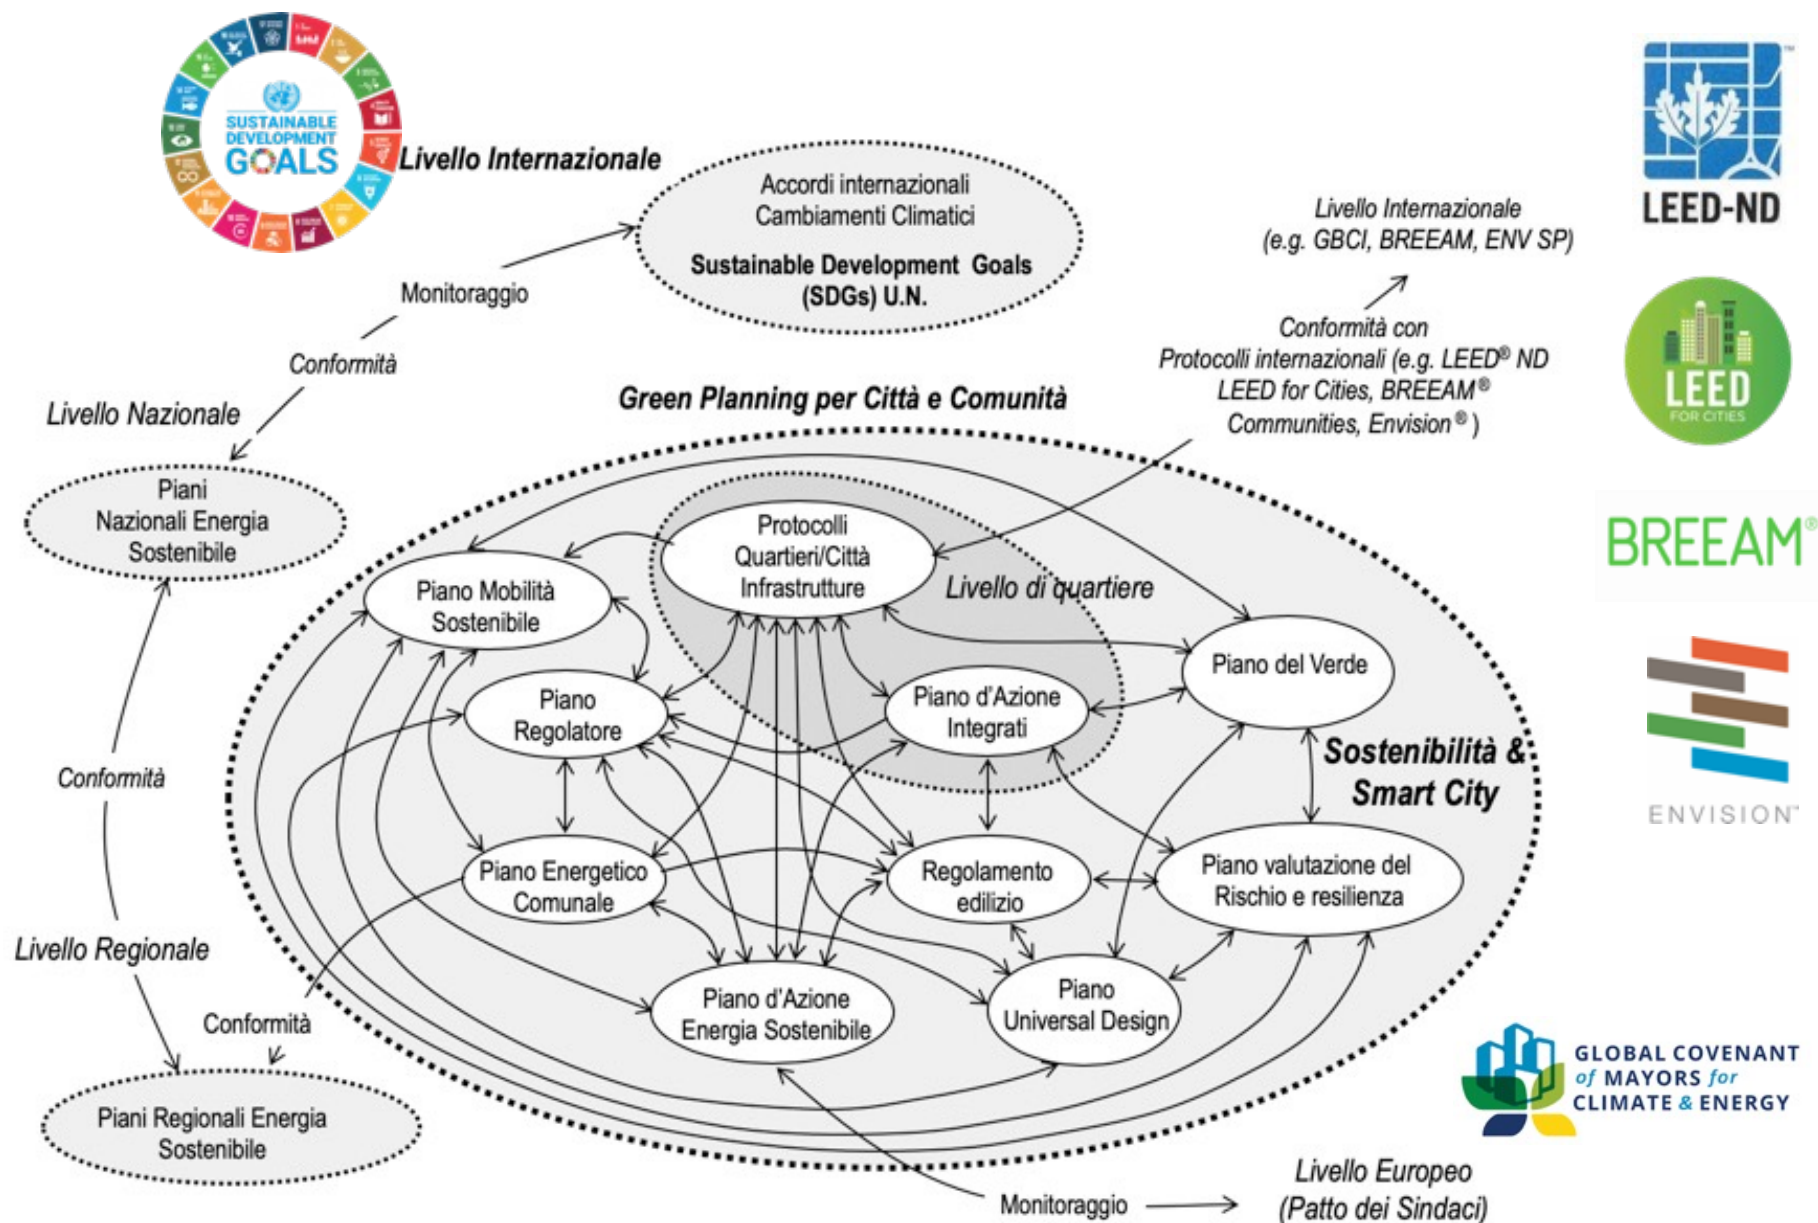 SUSTAINABLE
DEVELOPMENT
GOALS
Livello Internazionale
Accordi internazionali
Cambiamenti Climatici
Sustainable Development Goals
(SDGs) U.N.
Monitoraggio
Conformità
Livello Nazionale
Piani
Nazionali Energia
Sostenibile
Conformità
Livello Regionale
Conformità
Piani Regionali Energia
Sostenibile
Livello Internazionale
(e.g. GBCI, BREEAM, ENV SP)
Conformità con
Protocolli internazionali (e.g. LEED® ND
LEED for Cities, BREEAM®
Communities, Envision® )
Green Planning per Città e Comunità
Protocolli
Quartieri/Città
Infrastrutture
Livello di quartiere
Piano Mobilità
Sostenibile
Piano del Verde
Piano
Regolatore
Piano d'Azione
Integrati
Sostenibilità &
Smart City
Piano Energetico
Comunale
Regolamento
edilizio
Piano valutazione del
Rischio e resilienza
Piano d'Azione
Energia Sostenibile
Piano
Universal Design
Monitoraggio
Livello Europeo
(Patto dei Sindaci)
LEED-ND
LEED
FOR CITIES
BREEAM®
ENVISION™
GLOBAL COVENANT
of MAYORS for
CLIMATE & ENERGY